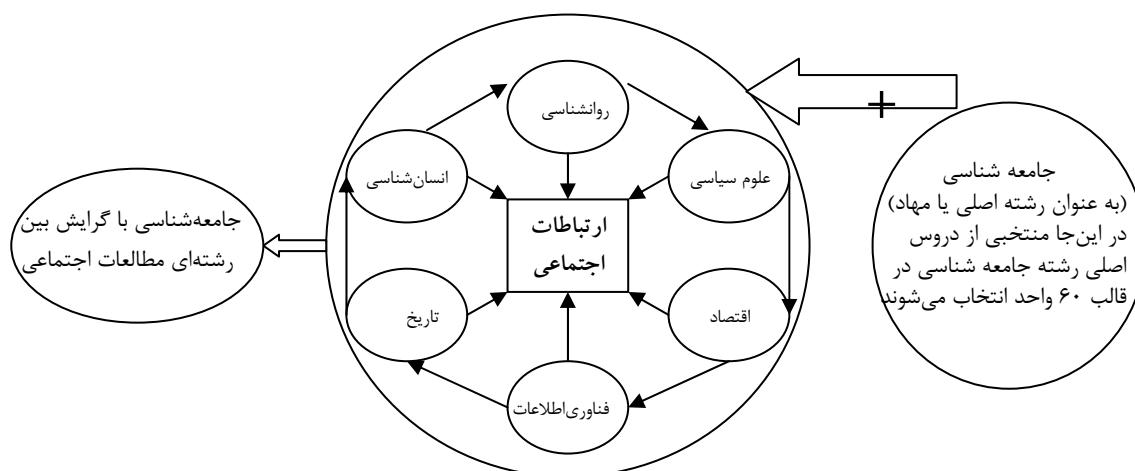 جامعه شناسی
(به عنوان رشته اصلی یا مهاد)
در این‌جا منتخبی از دروس
اصلی رشته جامعه شناسی در
قالب ۶۰ واحد انتخاب می‌شوند
روانشناسی
علوم سیاسی
انسان‌شناسی
ارتباطات
اجتماعی
اقتصاد
تاریخ
فناوری‌اطلاعات
جامعه‌شناسی با گرایش بین
رشته‌ای مطالعات اجتماعی